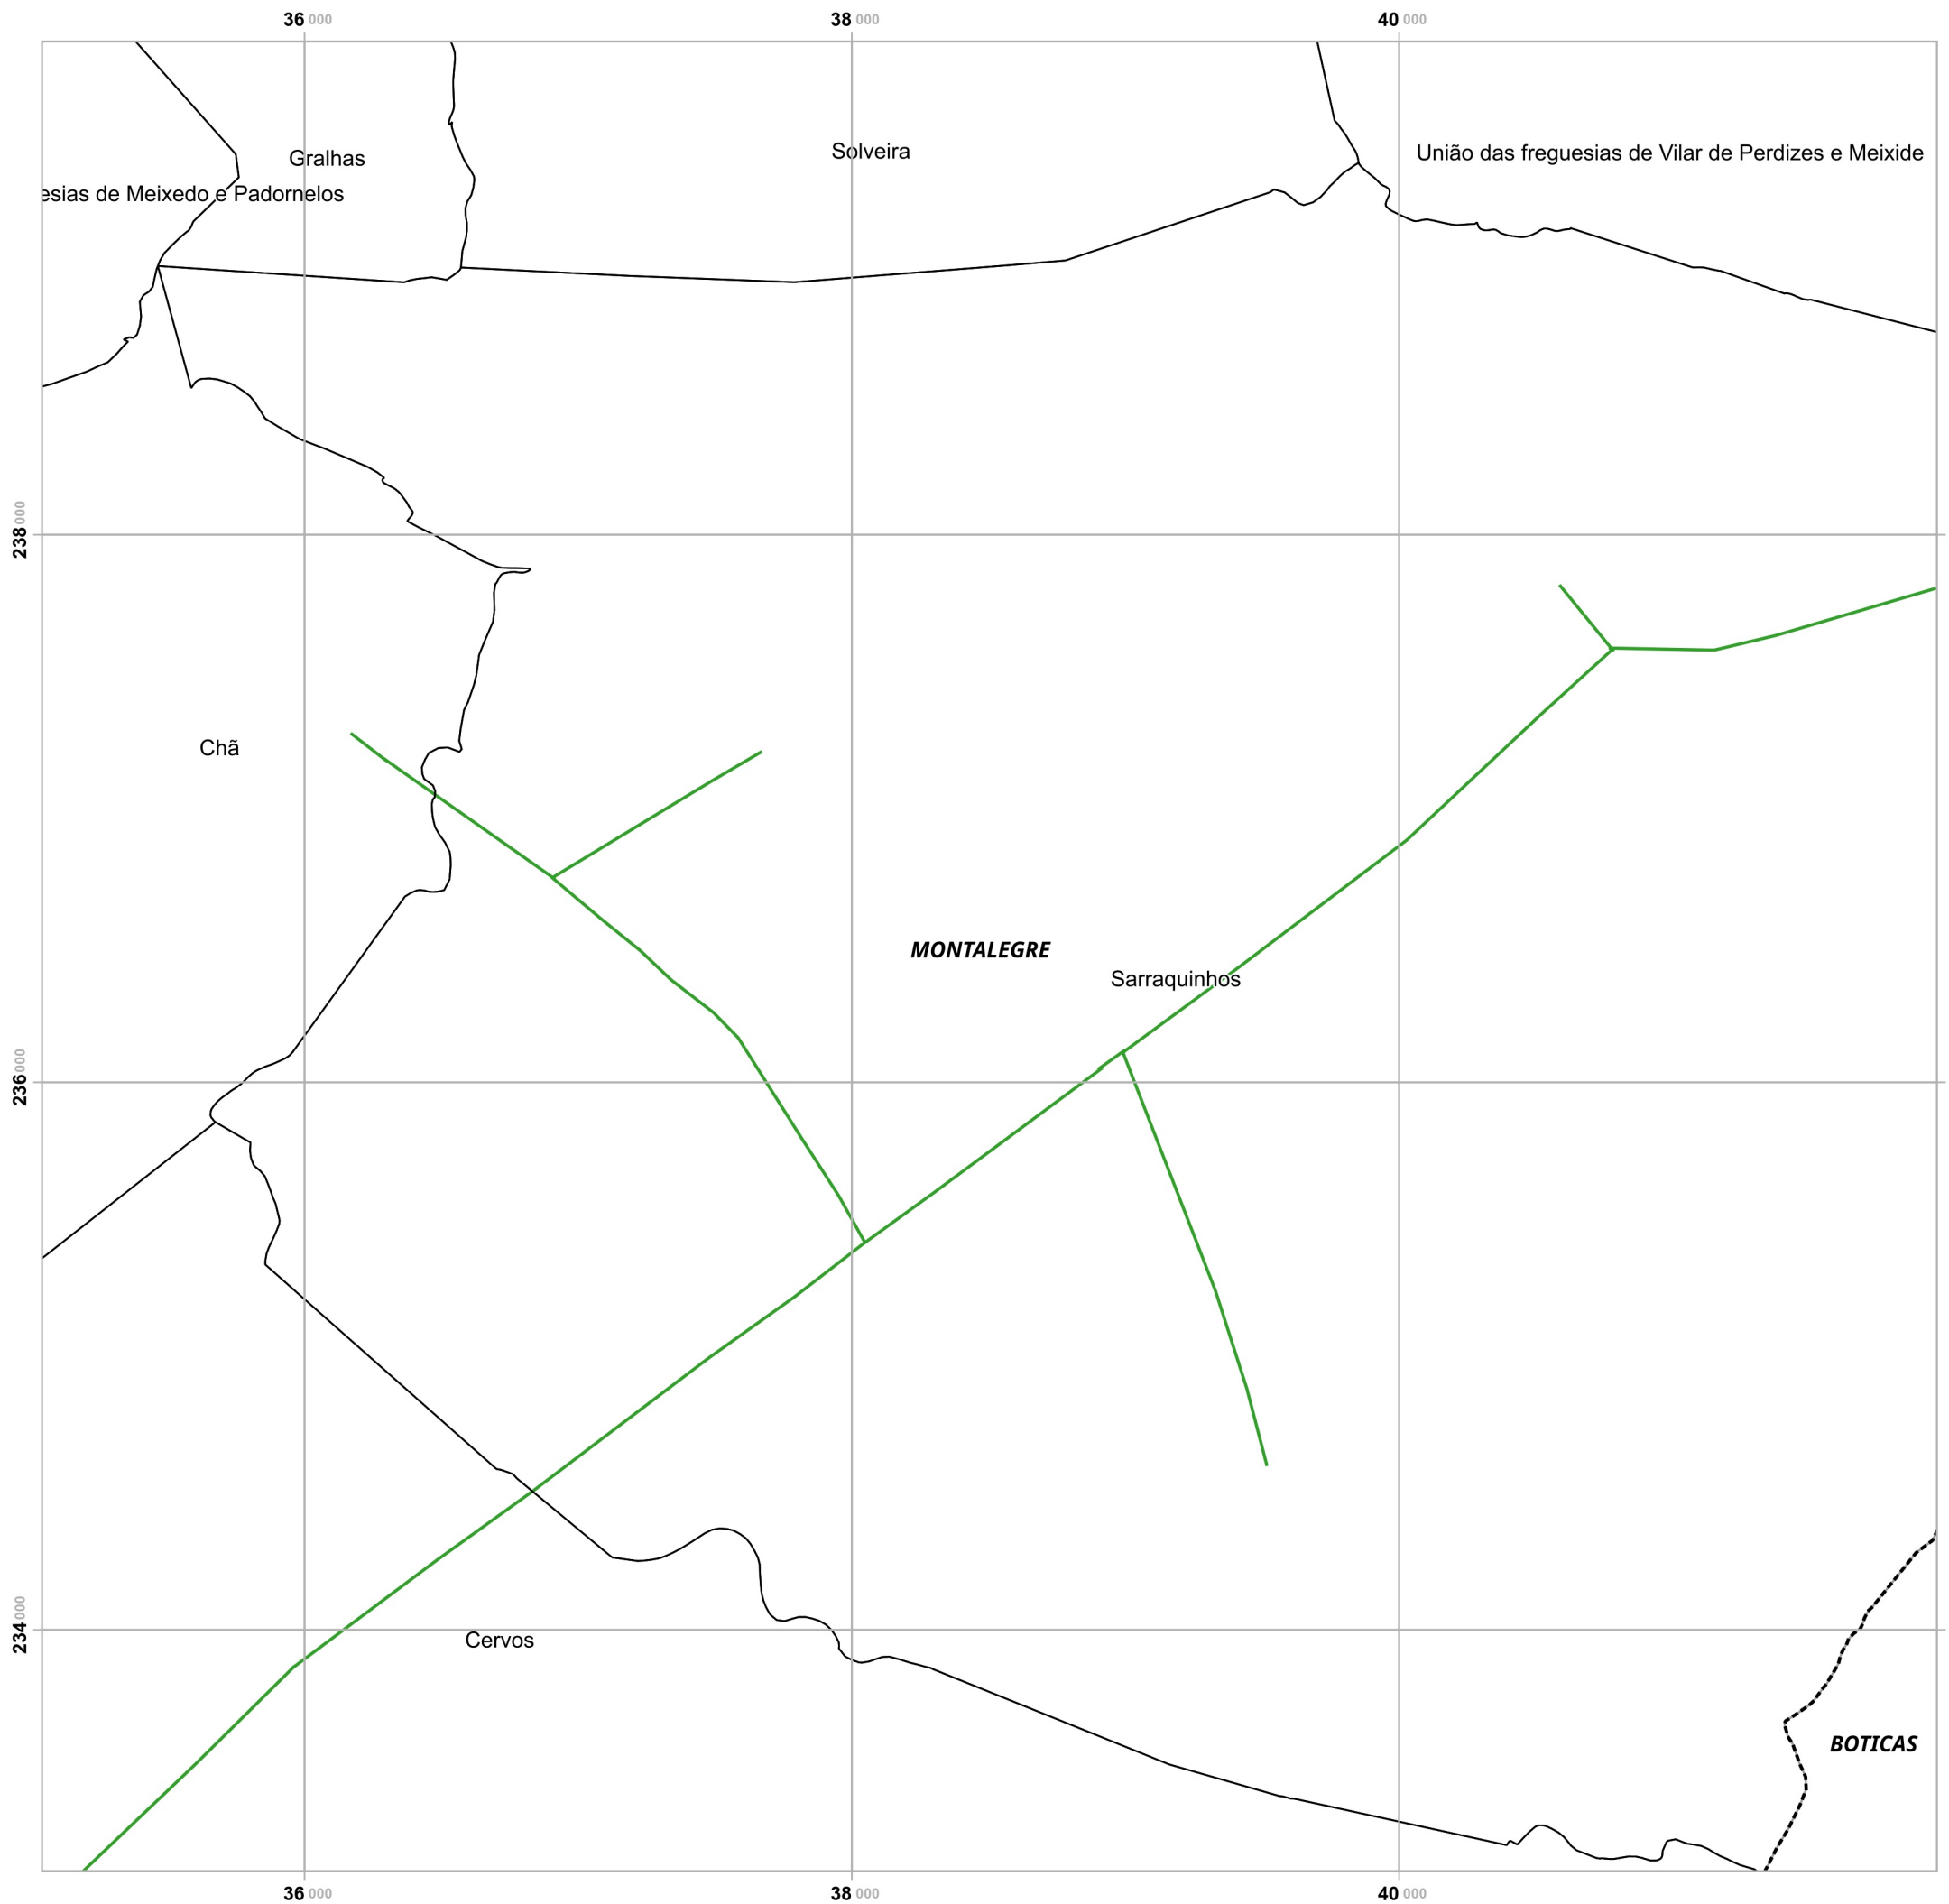 36 000
38 000
40 000
Gralhas
Solveira
União das freguesias de Vilar de Perdizes e Meixide
esias de Meixedo e Padornelos
238 000
Chã
MONTALEGRE
Sarraquinhos
236 000
234 000
Cervos
BOTICAS
36 000
38 000
40 000